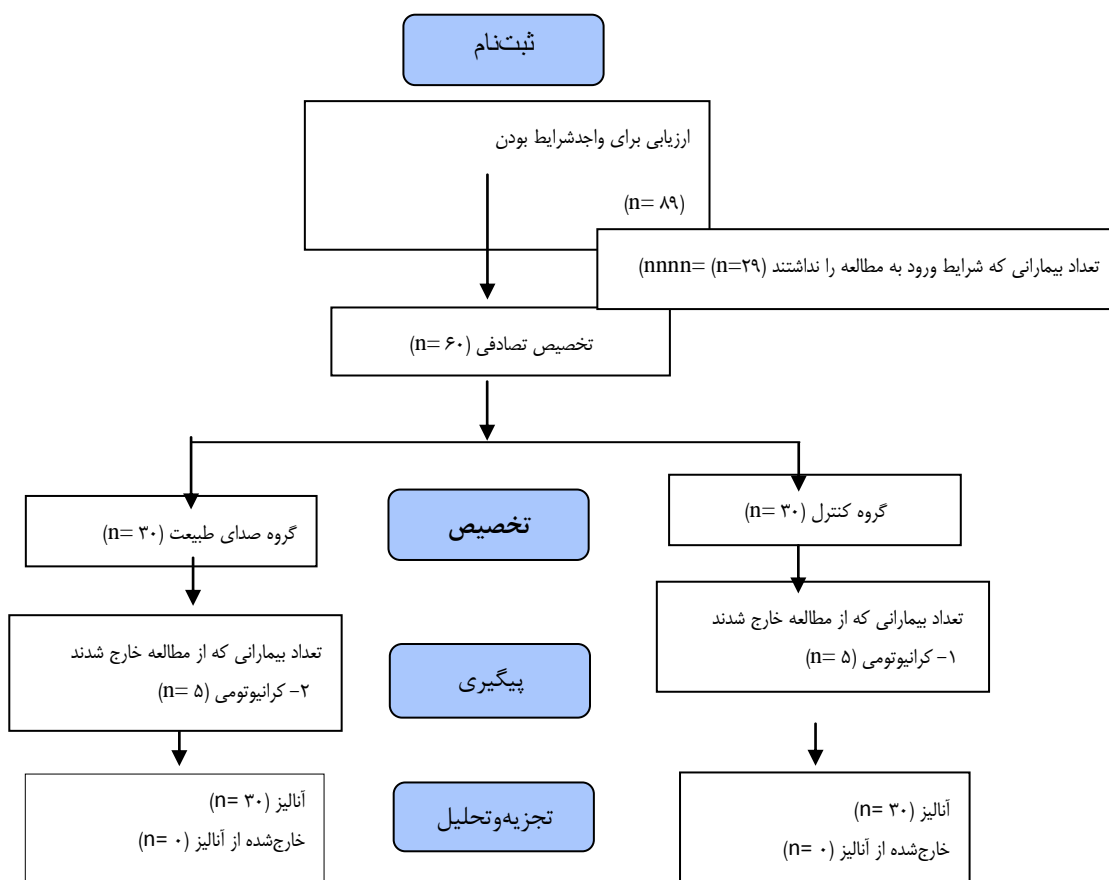 ثبت‌نام
ارزیابی برای واجدشرایط بودن
(n= ۸۹)
تعداد بیمارانی که شرایط ورود به مطالعه را نداشتند (n=۲۹) (nnnn=
تخصیص تصادفی (n= ۶۰)
گروه کنترل (n= ۳۰)
تخصیص
گروه صدای طبیعت (n= ۳۰)
تعداد بیمارانی که از مطالعه خارج شدند
۱- کرانیوتومی (n= ۵)
پیگیری
تعداد بیمارانی که از مطالعه خارج شدند
۲- کرانیوتومی (n= ۵)
آنالیز (n= ۳۰)
خارج‌شده از آنالیز (n= ۰)
تجزیه‌وتحلیل
آنالیز (n= ۳۰)
خارج‌شده از آنالیز (n= ۰)